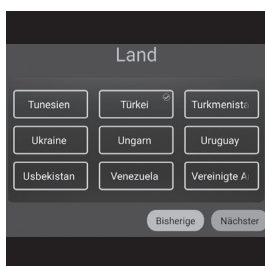 Land
Tunesien
Türkei
Turkmenista
Ukraine
Ungarn
Uruguay
Usbekistan
Venezuela
Vereinigte A
Bisherige
Nächster